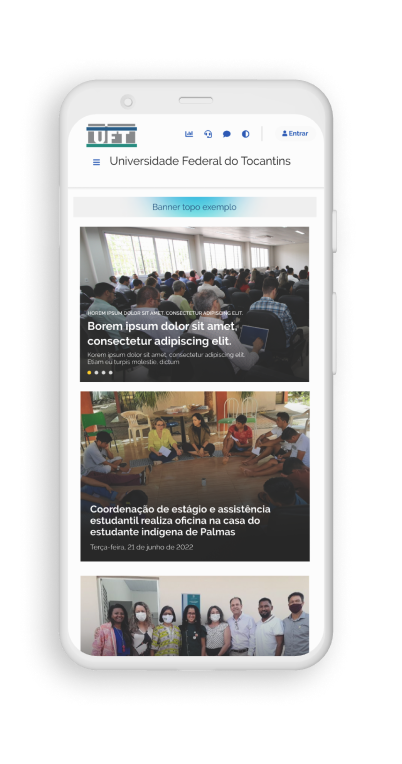 UFT
Entrar
Universidade Federal do Tocantins
Banner topo exemplo
HOREM IPSUM DOLOR SIT AMET, CONSECTETUR ADIPISCING ELIT.
Borem ipsum dolor sit amet,
consectetur adipiscing elit.
Korem ipsum dolor sit amet, consectetur adipiscing elit.
Etiam eu turpis molestie, dictum
Coordenação de estágio e assistência
estudantil realiza oficina na casa do
estudante indígena de Palmas
Terça-feira, 21 de junho de 2022